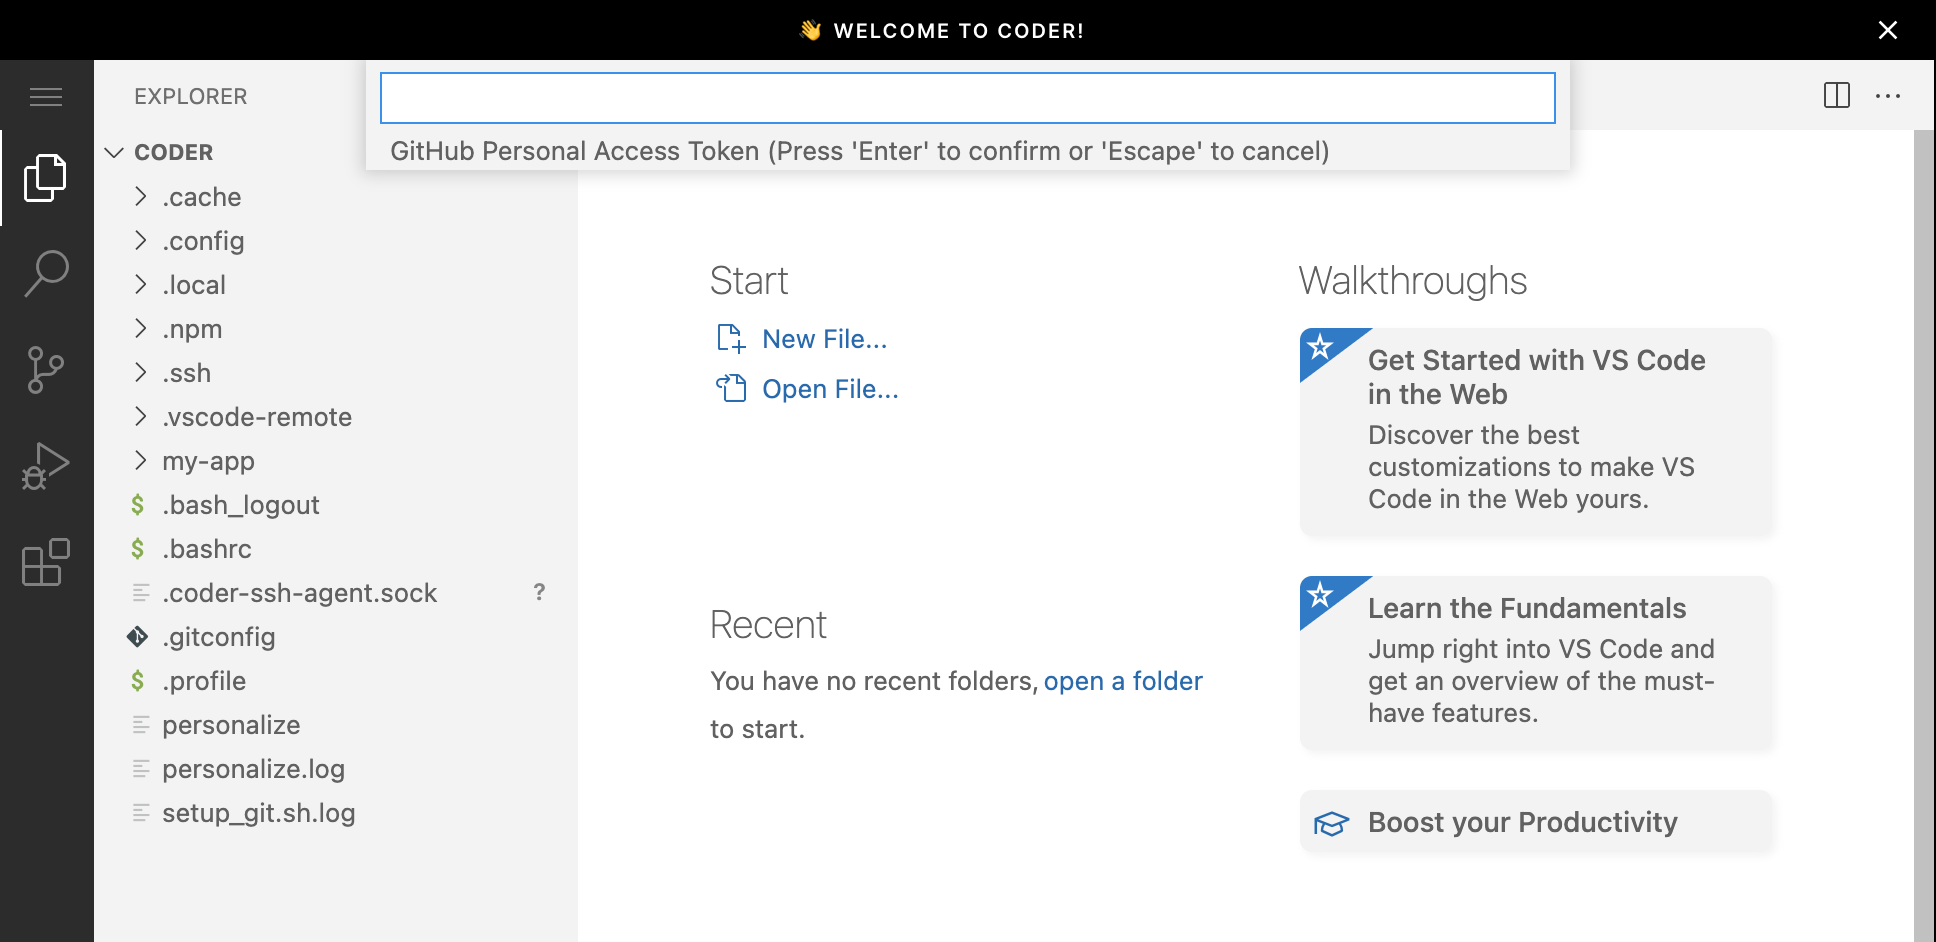 👋 WELCOME TO CODER!
EXPLORER
GitHub Personal Access Token (Press 'Enter' to confirm or 'Escape' to cancel)
CODER
.cache
.config
.local
.npm
.ssh
.vscode-remote
my-app
$ .bash_logout
$ .bashrc
.coder-ssh-agent.sock ?
.gitconfig
$ .profile
personalize
personalize.log
setup_git.sh.log
Start
New File...
Open File...
Recent
You have no recent folders, open a folder
to start.
Walkthroughs
Get Started with VS Code
in the Web
Discover the best
customizations to make VS
Code in the Web yours.
Learn the Fundamentals
Jump right into VS Code and
get an overview of the must-
have features.
Boost your Productivity